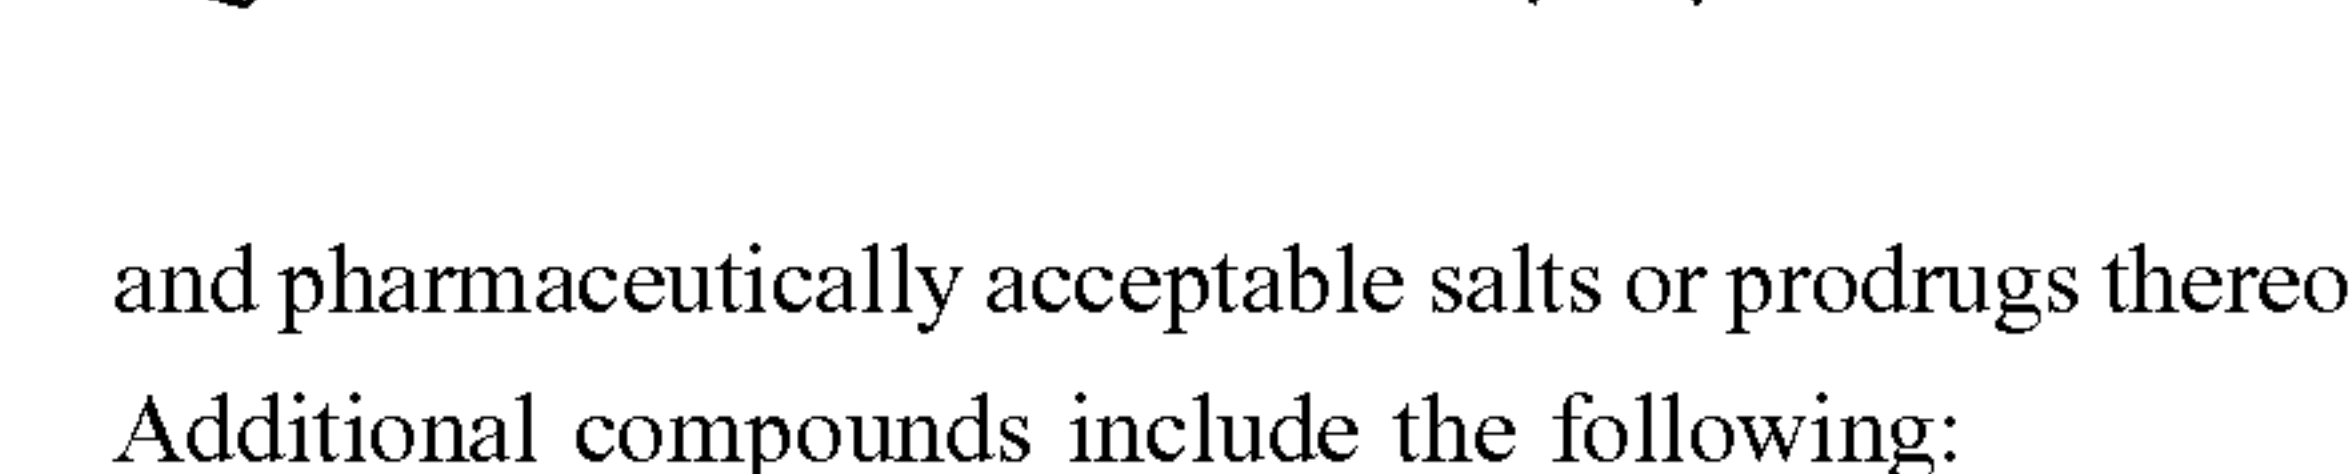 and pharmaceutically acceptable salts or prodrugs thereo
Additional compounds include the following: